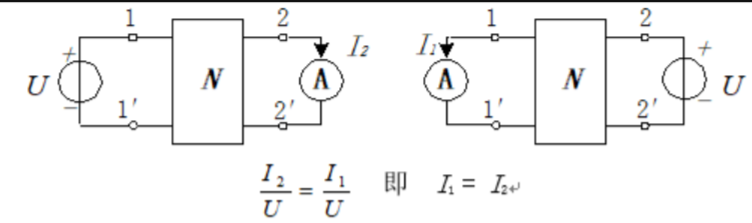 1 2 1 2
+ I₂ I₁ +
U N A A N U
− −
1′ 2′ 1′ 2′
I₂/U = I₁/U 即 I₁ = I₂↵